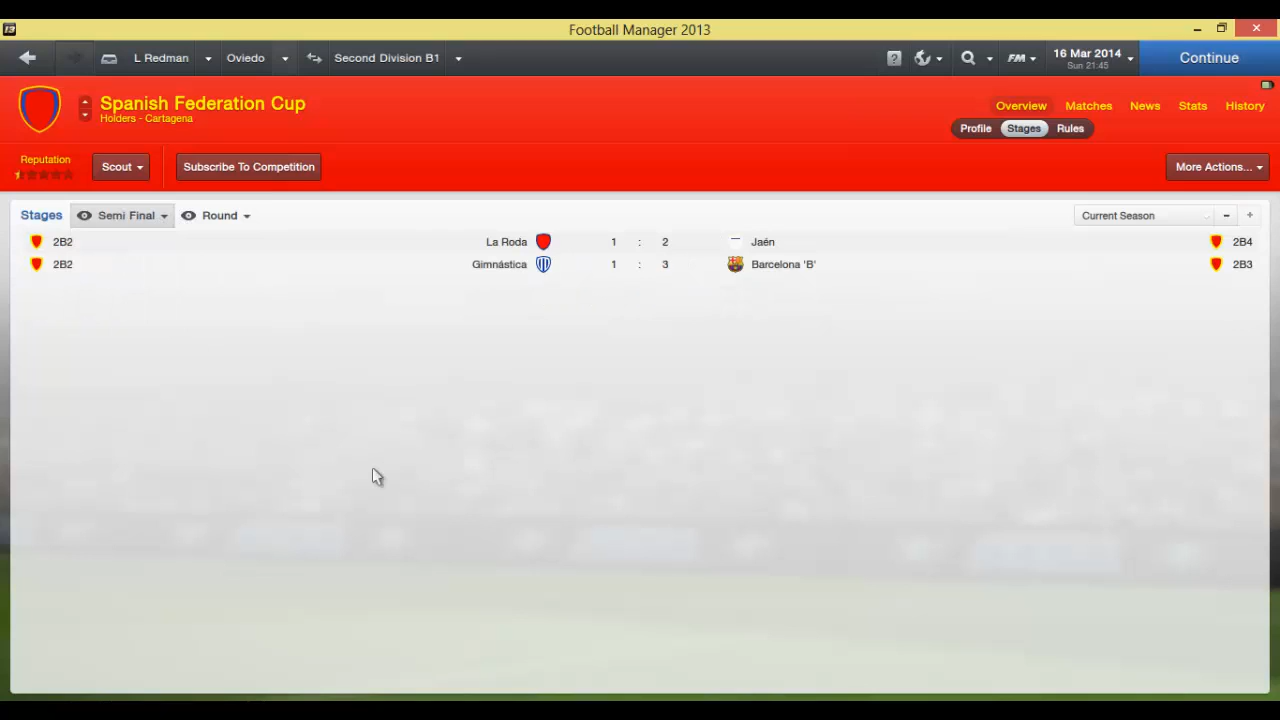 13 Football Manager 2013
L Redman Oviedo Second Division B1 ? FM 16 Mar 2014 Continue
Sun 21:45
Spanish Federation Cup
Holders - Cartagena
Overview Matches News Stats History
Profile Stages Rules
Reputation
Scout Subscribe To Competition More Actions...
Stages Semi Final Round Current Season - +
2B2 La Roda 1 : 2 Jaén 2B4
2B2 Gimnástica 1 : 3 Barcelona 'B' 2B3